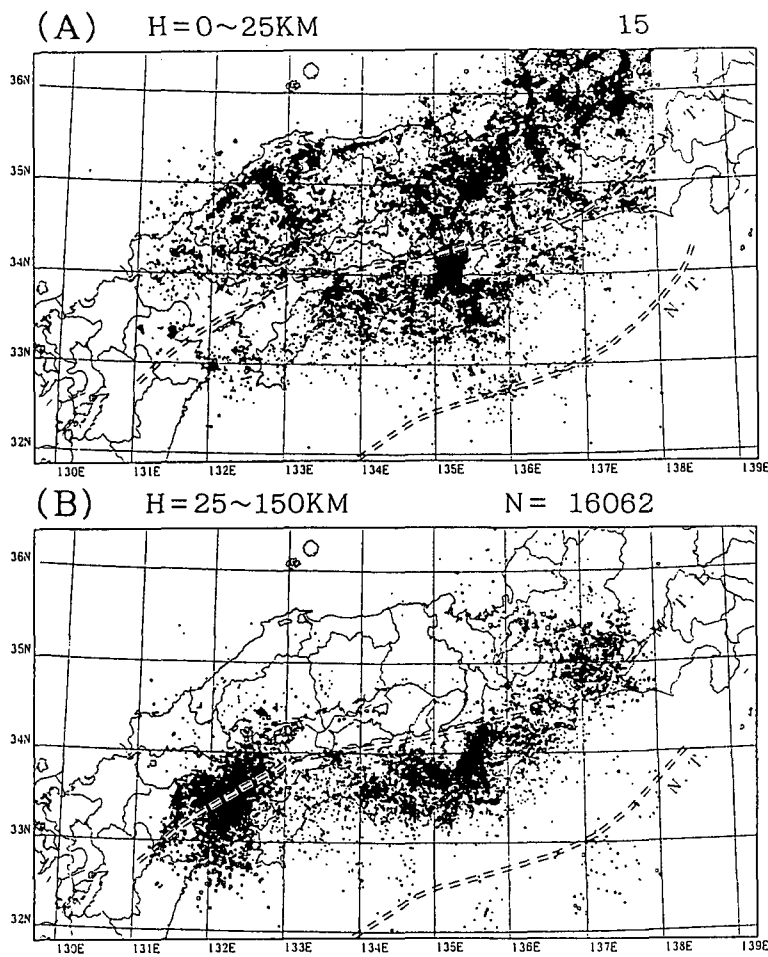 (A) H=0~25KM 15
36N
35N
34N
33N
32N
M. T.
N. T.
130E 131E 132E 133E 134E 135E 136E 137E 138E 139E
(B) H=25~150KM N= 16062
36N
35N
34N
33N
32N
M. T.
N. T.
130E 131E 132E 133E 134E 135E 136E 137E 138E 139E